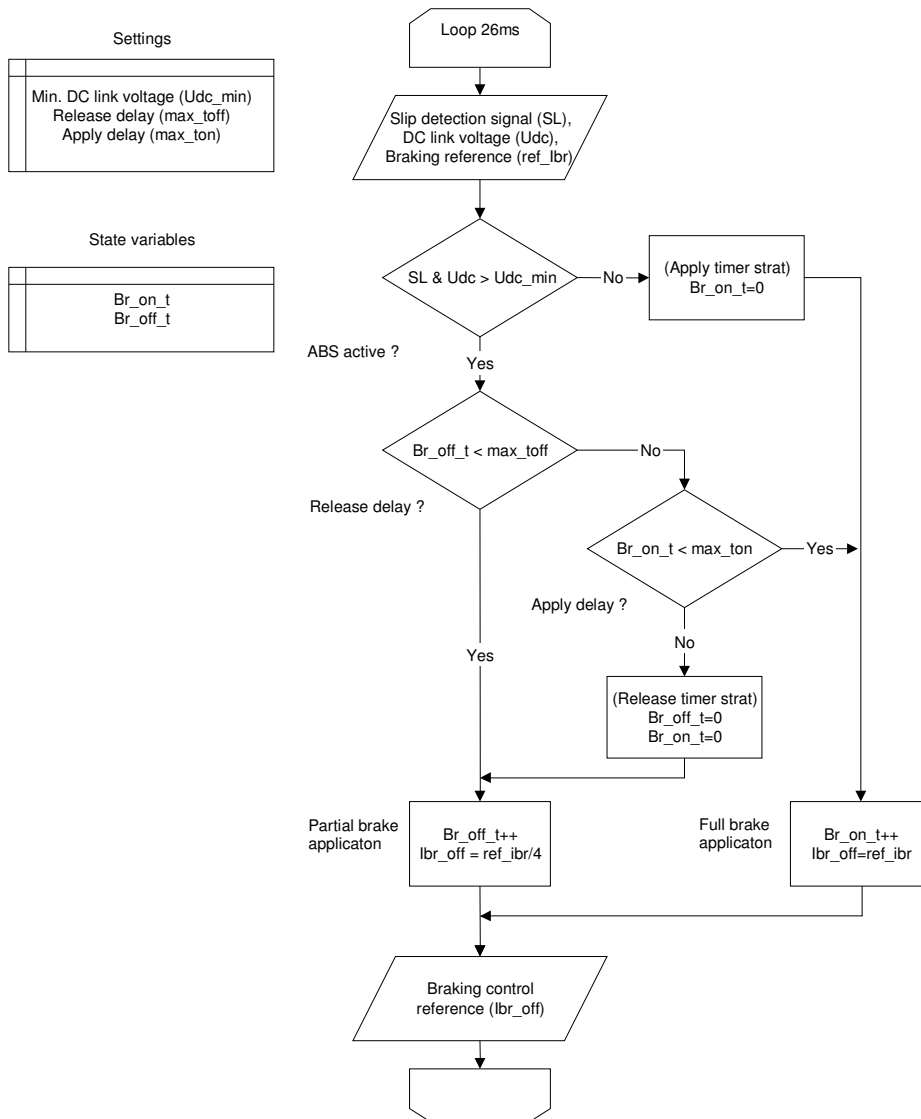 Loop 26ms
Settings
Min. DC link voltage (Udc_min)
Release delay (max_toff)
Apply delay (max_ton)
Slip detection signal (SL),
DC link voltage (Udc),
Braking reference (ref_Ibr)
State variables
Br_on_t
Br_off_t
SL & Udc > Udc_min
No
(Apply timer strat)
Br_on_t=0
ABS active ?
Yes
Br_off_t < max_toff
No
Release delay ?
Br_on_t < max_ton
Yes
Apply delay ?
No
Yes
(Release timer strat)
Br_off_t=0
Br_on_t=0
Partial brake
applicaton
Br_off_t++
Ibr_off = ref_ibr/4
Full brake
applicaton
Br_on_t++
Ibr_off=ref_ibr
Braking control
reference (Ibr_off)